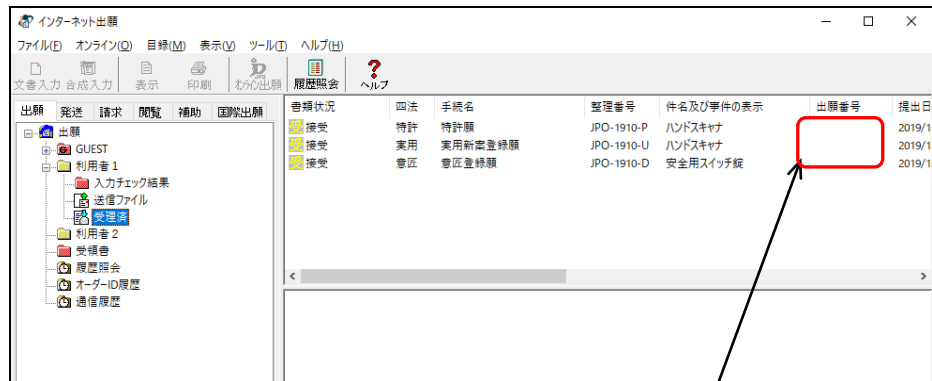 インターネット出願
ファイル(F) オンライン(O) 目録(M) 表示(V) ツール(T) ヘルプ(H)
文書入力 合成入力 表示 印刷 わらい出願 履歴照会 ヘルプ
出願 発送 請求 閲覧 補助 国際出願
書類状況 四法 手続名 整理番号 件名及び事件の表示 出願番号 提出日
接受 特許 特許願 JPO-1910-P ハンドスキャナ 2019/1
接受 実用 実用新案登録願 JPO-1910-U ハンドスキャナ 2019/1
接受 意匠 意匠登録願 JPO-1910-D 安全用スイッチ錠 2019/1
出願
GUEST
利用者1
入力チェック結果
送信ファイル
受理済
利用者2
受領書
履歴照会
オーダーID履歴
通信履歴